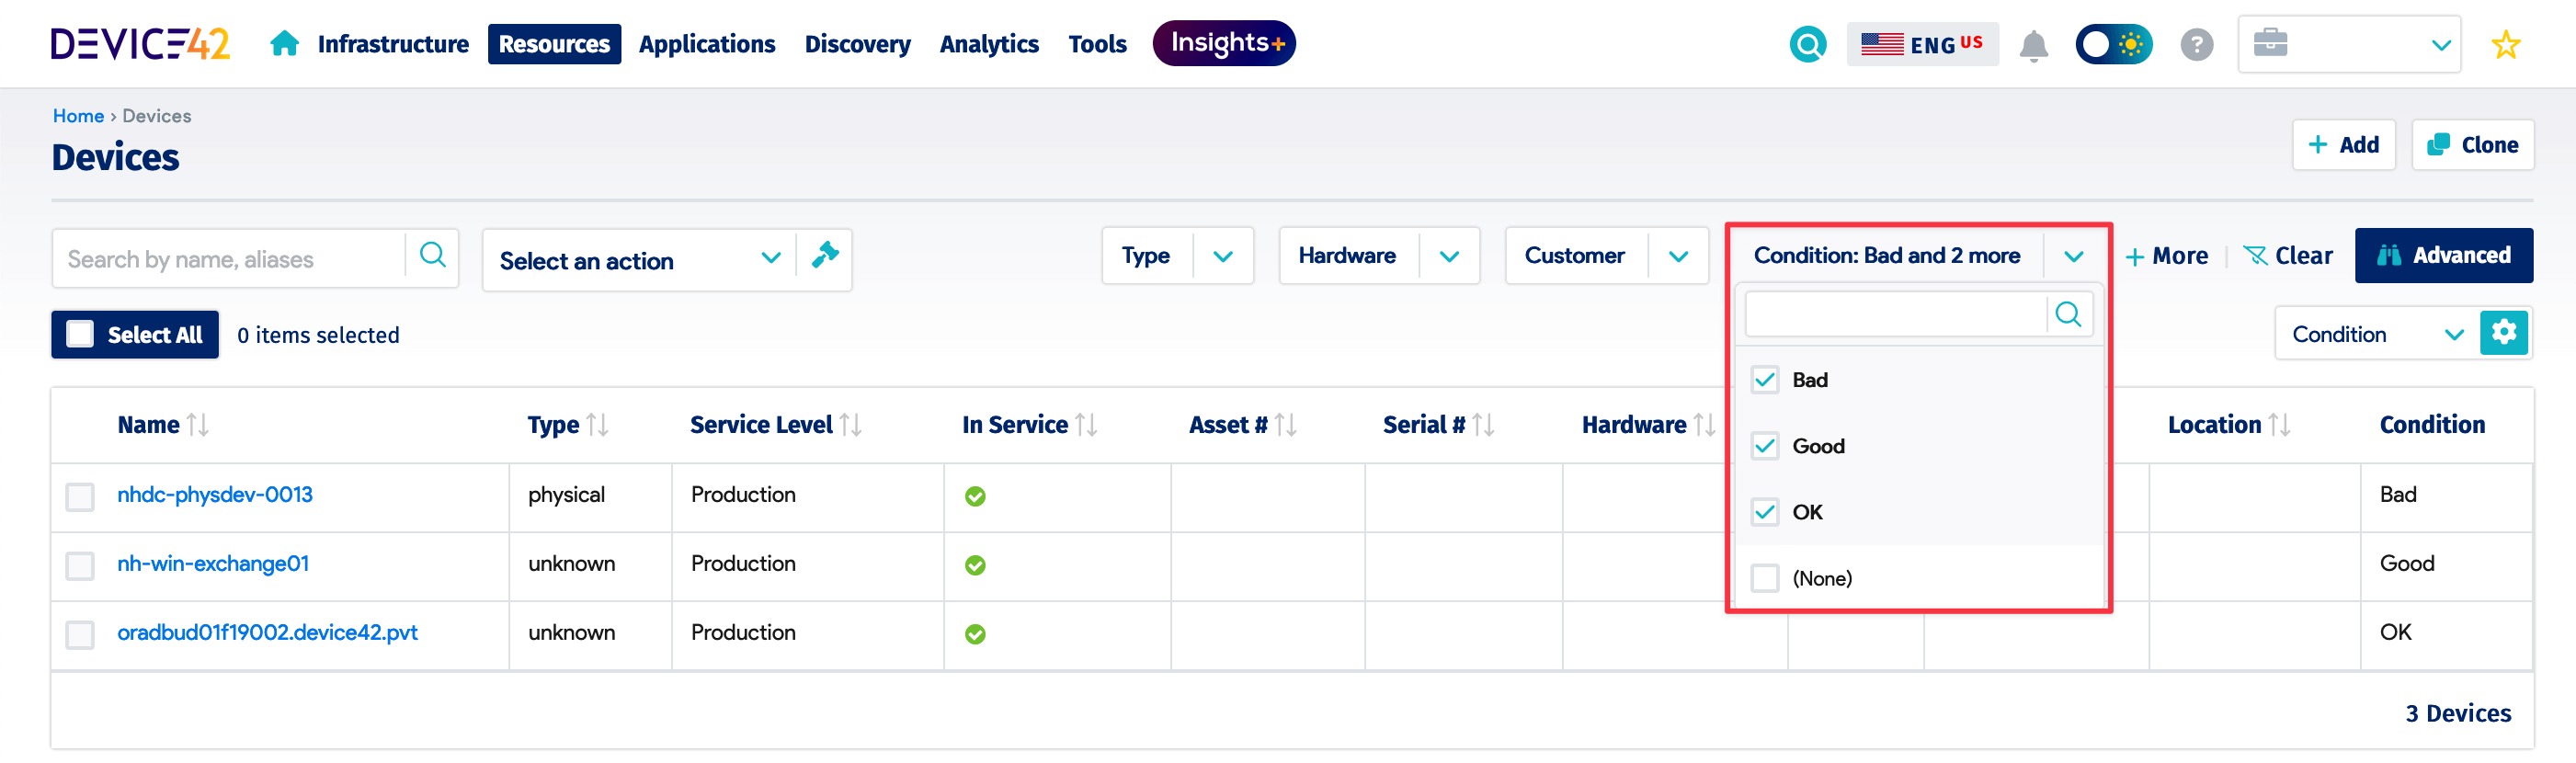 DEVICE42 Infrastructure Resources Applications Discovery Analytics Tools Insights+ ENG US ?
Home › Devices
Devices
+ Add Clone
Search by name, aliases Select an action Type Hardware Customer Condition: Bad and 2 more + More Clear Advanced
Select All 0 items selected Condition
Bad
Good
OK
(None)
Name Type Service Level In Service Asset # Serial # Hardware Location Condition
nhdc-physdev-0013 physical Production Bad
nh-win-exchange01 unknown Production Good
oradbud01f19002.device42.pvt unknown Production OK
3 Devices